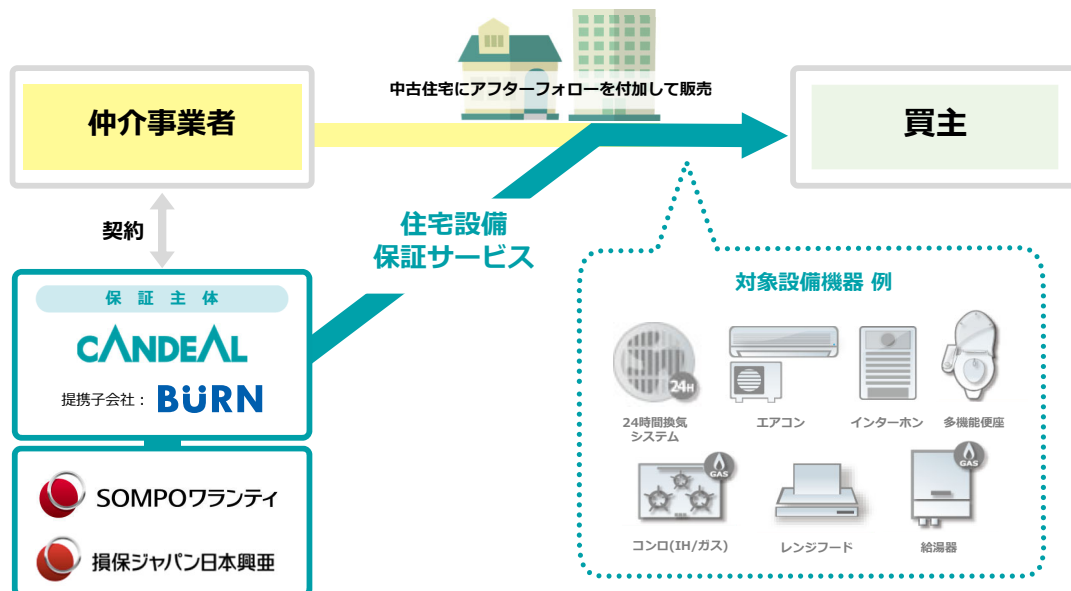 中古住宅にアフターフォローを付加して販売
仲介事業者
買主
契約
住宅設備
保証サービス
保証主体
CANDEAL
提携子会社：BURN
SOMPOワランティ
損保ジャパン日本興亜
対象設備機器 例
24H
24時間換気
システム
エアコン
インターホン
多機能便座
GAS
コンロ(IH/ガス)
レンジフード
GAS
給湯器